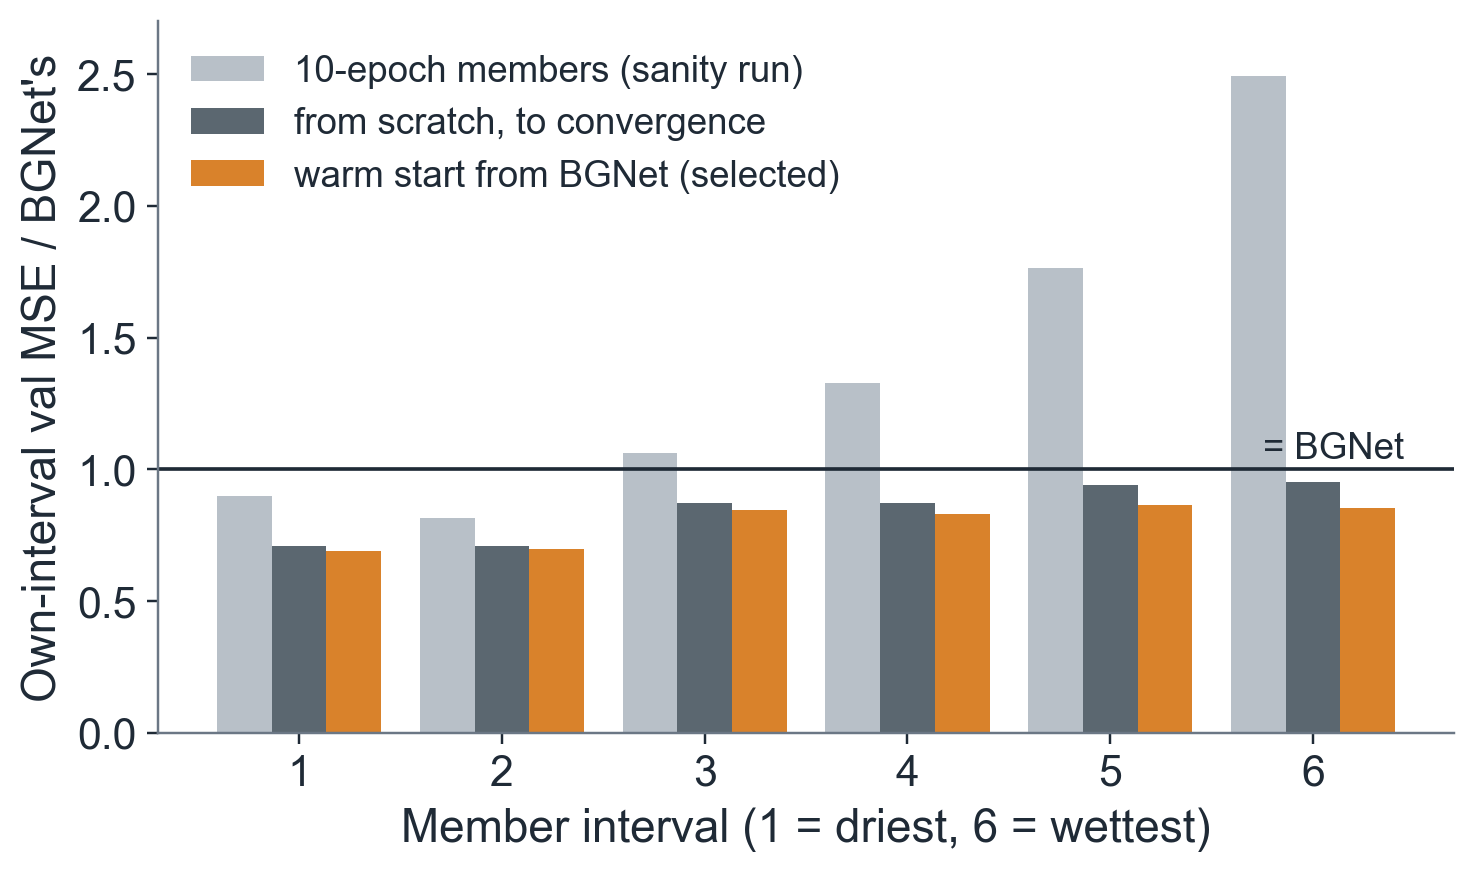 Own-interval val MSE / BGNet's
2.5
2.0
1.5
1.0
0.5
0.0
10-epoch members (sanity run)
from scratch, to convergence
warm start from BGNet (selected)
= BGNet
1 2 3 4 5 6
Member interval (1 = driest, 6 = wettest)